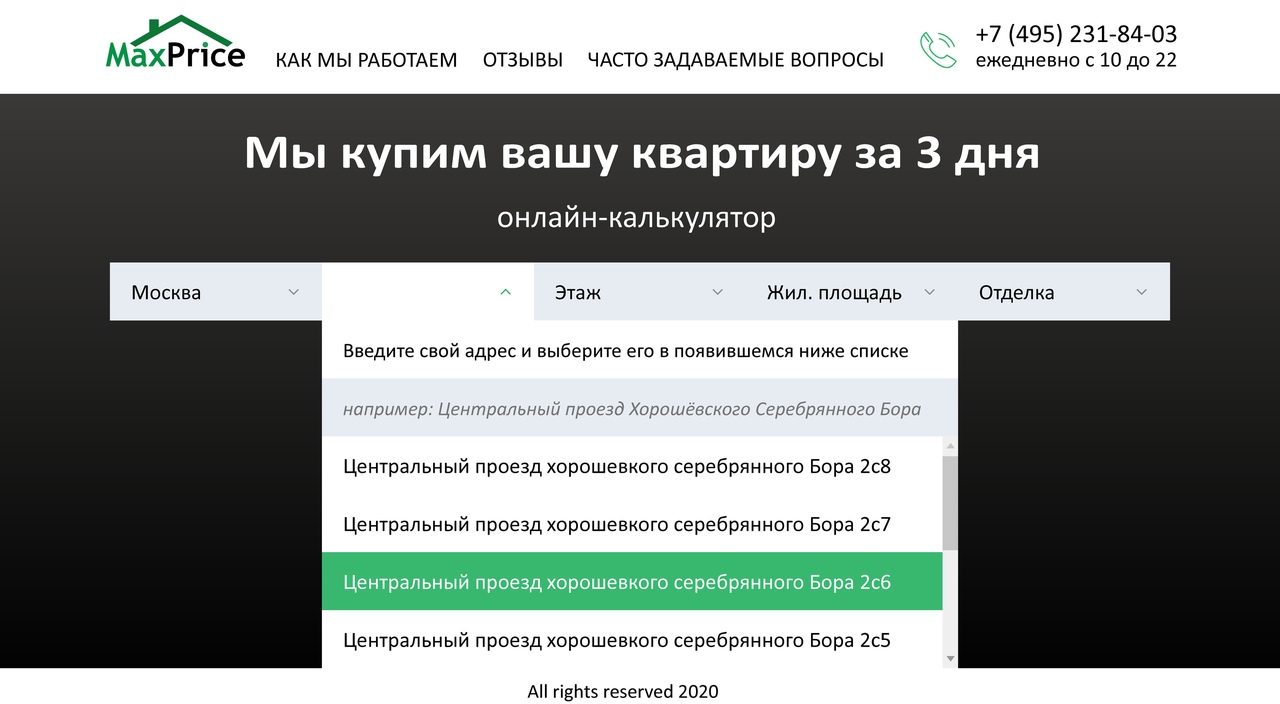 MaxPrice
КАК МЫ РАБОТАЕМ ОТЗЫВЫ ЧАСТО ЗАДАВАЕМЫЕ ВОПРОСЫ
+7 (495) 231-84-03
ежедневно с 10 до 22
Мы купим вашу квартиру за 3 дня
онлайн-калькулятор
Москва Этаж Жил. площадь Отделка
Введите свой адрес и выберите его в появившемся ниже списке
например: Центральный проезд Хорошёвского Серебрянного Бора
Центральный проезд хорошевкого серебрянного Бора 2с8
Центральный проезд хорошевкого серебрянного Бора 2с7
Центральный проезд хорошевкого серебрянного Бора 2с6
Центральный проезд хорошевкого серебрянного Бора 2с5
All rights reserved 2020